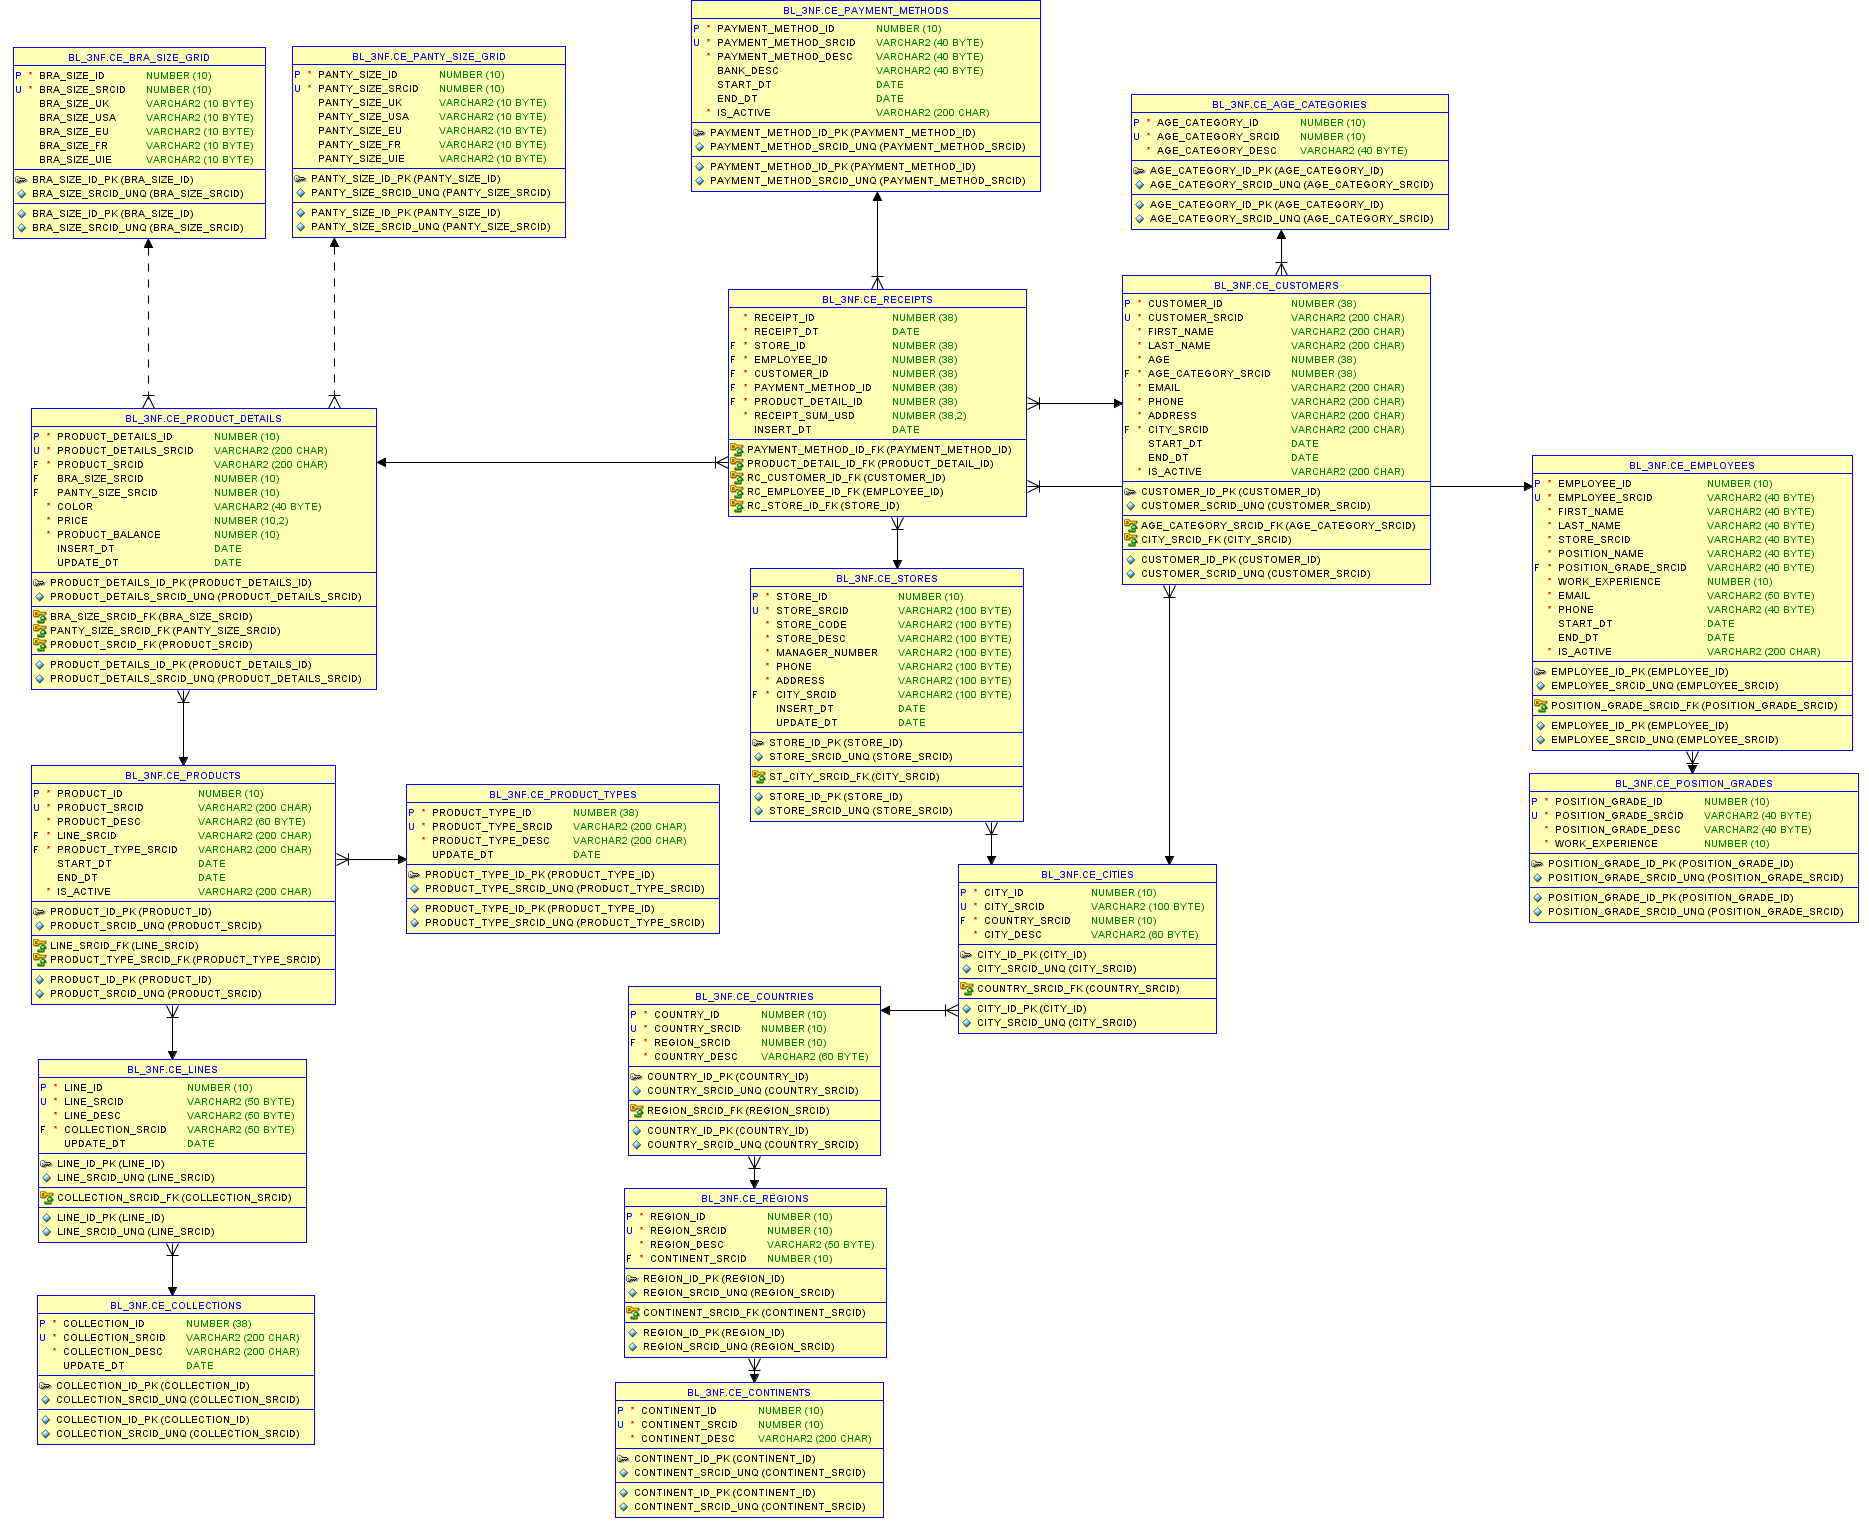 BL_3NF.CE_BRA_SIZE_GRID
P * BRA_SIZE_ID NUMBER (10)
U * BRA_SIZE_SRCID NUMBER (10)
BRA_SIZE_UK VARCHAR2 (10 BYTE)
BRA_SIZE_USA VARCHAR2 (10 BYTE)
BRA_SIZE_EU VARCHAR2 (10 BYTE)
BRA_SIZE_FR VARCHAR2 (10 BYTE)
BRA_SIZE_UIE VARCHAR2 (10 BYTE)
BRA_SIZE_ID_PK (BRA_SIZE_ID)
BRA_SIZE_SRCID_UNQ (BRA_SIZE_SRCID)
BRA_SIZE_ID_PK (BRA_SIZE_ID)
BRA_SIZE_SRCID_UNQ (BRA_SIZE_SRCID)
BL_3NF.CE_PANTY_SIZE_GRID
P * PANTY_SIZE_ID NUMBER (10)
U * PANTY_SIZE_SRCID NUMBER (10)
PANTY_SIZE_UK VARCHAR2 (10 BYTE)
PANTY_SIZE_USA VARCHAR2 (10 BYTE)
PANTY_SIZE_EU VARCHAR2 (10 BYTE)
PANTY_SIZE_FR VARCHAR2 (10 BYTE)
PANTY_SIZE_UIE VARCHAR2 (10 BYTE)
PANTY_SIZE_ID_PK (PANTY_SIZE_ID)
PANTY_SIZE_SRCID_UNQ (PANTY_SIZE_SRCID)
PANTY_SIZE_ID_PK (PANTY_SIZE_ID)
PANTY_SIZE_SRCID_UNQ (PANTY_SIZE_SRCID)
BL_3NF.CE_PAYMENT_METHODS
P * PAYMENT_METHOD_ID NUMBER (10)
U * PAYMENT_METHOD_SRCID VARCHAR2 (40 BYTE)
* PAYMENT_METHOD_DESC VARCHAR2 (40 BYTE)
BANK_DESC VARCHAR2 (40 BYTE)
START_DT DATE
END_DT DATE
* IS_ACTIVE VARCHAR2 (200 CHAR)
PAYMENT_METHOD_ID_PK (PAYMENT_METHOD_ID)
PAYMENT_METHOD_SRCID_UNQ (PAYMENT_METHOD_SRCID)
PAYMENT_METHOD_ID_PK (PAYMENT_METHOD_ID)
PAYMENT_METHOD_SRCID_UNQ (PAYMENT_METHOD_SRCID)
BL_3NF.CE_AGE_CATEGORIES
P * AGE_CATEGORY_ID NUMBER (10)
U * AGE_CATEGORY_SRCID NUMBER (10)
* AGE_CATEGORY_DESC VARCHAR2 (40 BYTE)
AGE_CATEGORY_ID_PK (AGE_CATEGORY_ID)
AGE_CATEGORY_SRCID_UNQ (AGE_CATEGORY_SRCID)
AGE_CATEGORY_ID_PK (AGE_CATEGORY_ID)
AGE_CATEGORY_SRCID_UNQ (AGE_CATEGORY_SRCID)
BL_3NF.CE_RECEIPTS
* RECEIPT_ID NUMBER (38)
* RECEIPT_DT DATE
F * STORE_ID NUMBER (38)
F * EMPLOYEE_ID NUMBER (38)
F * CUSTOMER_ID NUMBER (38)
F * PAYMENT_METHOD_ID NUMBER (38)
F * PRODUCT_DETAIL_ID NUMBER (38)
* RECEIPT_SUM_USD NUMBER (38,2)
INSERT_DT DATE
PAYMENT_METHOD_ID_FK (PAYMENT_METHOD_ID)
PRODUCT_DETAIL_ID_FK (PRODUCT_DETAIL_ID)
RC_CUSTOMER_ID_FK (CUSTOMER_ID)
RC_EMPLOYEE_ID_FK (EMPLOYEE_ID)
RC_STORE_ID_FK (STORE_ID)
BL_3NF.CE_CUSTOMERS
P * CUSTOMER_ID NUMBER (38)
U * CUSTOMER_SRCID VARCHAR2 (200 CHAR)
* FIRST_NAME VARCHAR2 (200 CHAR)
* LAST_NAME VARCHAR2 (200 CHAR)
* AGE NUMBER (38)
F * AGE_CATEGORY_SRCID NUMBER (38)
* EMAIL VARCHAR2 (200 CHAR)
* PHONE VARCHAR2 (200 CHAR)
* ADDRESS VARCHAR2 (200 CHAR)
F * CITY_SRCID VARCHAR2 (200 CHAR)
START_DT DATE
END_DT DATE
* IS_ACTIVE VARCHAR2 (200 CHAR)
CUSTOMER_ID_PK (CUSTOMER_ID)
CUSTOMER_SCRID_UNQ (CUSTOMER_SRCID)
AGE_CATEGORY_SRCID_FK (AGE_CATEGORY_SRCID)
CITY_SRCID_FK (CITY_SRCID)
CUSTOMER_ID_PK (CUSTOMER_ID)
CUSTOMER_SCRID_UNQ (CUSTOMER_SRCID)
BL_3NF.CE_PRODUCT_DETAILS
P * PRODUCT_DETAILS_ID NUMBER (10)
U * PRODUCT_DETAILS_SRCID VARCHAR2 (200 CHAR)
F * PRODUCT_SRCID VARCHAR2 (200 CHAR)
F BRA_SIZE_SRCID NUMBER (10)
F PANTY_SIZE_SRCID NUMBER (10)
* COLOR VARCHAR2 (40 BYTE)
* PRICE NUMBER (10,2)
* PRODUCT_BALANCE NUMBER (10)
INSERT_DT DATE
UPDATE_DT DATE
PRODUCT_DETAILS_ID_PK (PRODUCT_DETAILS_ID)
PRODUCT_DETAILS_SRCID_UNQ (PRODUCT_DETAILS_SRCID)
BRA_SIZE_SRCID_FK (BRA_SIZE_SRCID)
PANTY_SIZE_SRCID_FK (PANTY_SIZE_SRCID)
PRODUCT_SRCID_FK (PRODUCT_SRCID)
PRODUCT_DETAILS_ID_PK (PRODUCT_DETAILS_ID)
PRODUCT_DETAILS_SRCID_UNQ (PRODUCT_DETAILS_SRCID)
BL_3NF.CE_EMPLOYEES
P * EMPLOYEE_ID NUMBER (10)
U * EMPLOYEE_SRCID VARCHAR2 (40 BYTE)
* FIRST_NAME VARCHAR2 (40 BYTE)
* LAST_NAME VARCHAR2 (40 BYTE)
* STORE_SRCID VARCHAR2 (40 BYTE)
* POSITION_NAME VARCHAR2 (40 BYTE)
F * POSITION_GRADE_SRCID VARCHAR2 (40 BYTE)
* WORK_EXPERIENCE NUMBER (10)
* EMAIL VARCHAR2 (50 BYTE)
* PHONE VARCHAR2 (40 BYTE)
START_DT DATE
END_DT DATE
* IS_ACTIVE VARCHAR2 (200 CHAR)
EMPLOYEE_ID_PK (EMPLOYEE_ID)
EMPLOYEE_SRCID_UNQ (EMPLOYEE_SRCID)
POSITION_GRADE_SRCID_FK (POSITION_GRADE_SRCID)
EMPLOYEE_ID_PK (EMPLOYEE_ID)
EMPLOYEE_SRCID_UNQ (EMPLOYEE_SRCID)
BL_3NF.CE_STORES
P * STORE_ID NUMBER (10)
U * STORE_SRCID VARCHAR2 (100 BYTE)
* STORE_CODE VARCHAR2 (100 BYTE)
* STORE_DESC VARCHAR2 (100 BYTE)
* MANAGER_NUMBER VARCHAR2 (100 BYTE)
* PHONE VARCHAR2 (100 BYTE)
* ADDRESS VARCHAR2 (100 BYTE)
F * CITY_SRCID VARCHAR2 (100 BYTE)
INSERT_DT DATE
UPDATE_DT DATE
STORE_ID_PK (STORE_ID)
STORE_SRCID_UNQ (STORE_SRCID)
ST_CITY_SRCID_FK (CITY_SRCID)
STORE_ID_PK (STORE_ID)
STORE_SRCID_UNQ (STORE_SRCID)
BL_3NF.CE_PRODUCTS
P * PRODUCT_ID NUMBER (10)
U * PRODUCT_SRCID VARCHAR2 (200 CHAR)
* PRODUCT_DESC VARCHAR2 (60 BYTE)
F * LINE_SRCID VARCHAR2 (200 CHAR)
F * PRODUCT_TYPE_SRCID VARCHAR2 (200 CHAR)
START_DT DATE
END_DT DATE
* IS_ACTIVE VARCHAR2 (200 CHAR)
PRODUCT_ID_PK (PRODUCT_ID)
PRODUCT_SRCID_UNQ (PRODUCT_SRCID)
LINE_SRCID_FK (LINE_SRCID)
PRODUCT_TYPE_SRCID_FK (PRODUCT_TYPE_SRCID)
PRODUCT_ID_PK (PRODUCT_ID)
PRODUCT_SRCID_UNQ (PRODUCT_SRCID)
BL_3NF.CE_PRODUCT_TYPES
P * PRODUCT_TYPE_ID NUMBER (38)
U * PRODUCT_TYPE_SRCID VARCHAR2 (200 CHAR)
* PRODUCT_TYPE_DESC VARCHAR2 (200 CHAR)
UPDATE_DT DATE
PRODUCT_TYPE_ID_PK (PRODUCT_TYPE_ID)
PRODUCT_TYPE_SRCID_UNQ (PRODUCT_TYPE_SRCID)
PRODUCT_TYPE_ID_PK (PRODUCT_TYPE_ID)
PRODUCT_TYPE_SRCID_UNQ (PRODUCT_TYPE_SRCID)
BL_3NF.CE_POSITION_GRADES
P * POSITION_GRADE_ID NUMBER (10)
U * POSITION_GRADE_SRCID VARCHAR2 (40 BYTE)
* POSITION_GRADE_DESC VARCHAR2 (40 BYTE)
* WORK_EXPERIENCE NUMBER (10)
POSITION_GRADE_ID_PK (POSITION_GRADE_ID)
POSITION_GRADE_SRCID_UNQ (POSITION_GRADE_SRCID)
POSITION_GRADE_ID_PK (POSITION_GRADE_ID)
POSITION_GRADE_SRCID_UNQ (POSITION_GRADE_SRCID)
BL_3NF.CE_CITIES
P * CITY_ID NUMBER (10)
U * CITY_SRCID VARCHAR2 (100 BYTE)
F * COUNTRY_SRCID NUMBER (10)
* CITY_DESC VARCHAR2 (60 BYTE)
CITY_ID_PK (CITY_ID)
CITY_SRCID_UNQ (CITY_SRCID)
COUNTRY_SRCID_FK (COUNTRY_SRCID)
CITY_ID_PK (CITY_ID)
CITY_SRCID_UNQ (CITY_SRCID)
BL_3NF.CE_COUNTRIES
P * COUNTRY_ID NUMBER (10)
U * COUNTRY_SRCID NUMBER (10)
F * REGION_SRCID NUMBER (10)
* COUNTRY_DESC VARCHAR2 (60 BYTE)
COUNTRY_ID_PK (COUNTRY_ID)
COUNTRY_SRCID_UNQ (COUNTRY_SRCID)
REGION_SRCID_FK (REGION_SRCID)
COUNTRY_ID_PK (COUNTRY_ID)
COUNTRY_SRCID_UNQ (COUNTRY_SRCID)
BL_3NF.CE_LINES
P * LINE_ID NUMBER (10)
U * LINE_SRCID VARCHAR2 (50 BYTE)
* LINE_DESC VARCHAR2 (50 BYTE)
F * COLLECTION_SRCID VARCHAR2 (50 BYTE)
UPDATE_DT DATE
LINE_ID_PK (LINE_ID)
LINE_SRCID_UNQ (LINE_SRCID)
COLLECTION_SRCID_FK (COLLECTION_SRCID)
LINE_ID_PK (LINE_ID)
LINE_SRCID_UNQ (LINE_SRCID)
BL_3NF.CE_REGIONS
P * REGION_ID NUMBER (10)
U * REGION_SRCID NUMBER (10)
* REGION_DESC VARCHAR2 (50 BYTE)
F * CONTINENT_SRCID NUMBER (10)
REGION_ID_PK (REGION_ID)
REGION_SRCID_UNQ (REGION_SRCID)
CONTINENT_SRCID_FK (CONTINENT_SRCID)
REGION_ID_PK (REGION_ID)
REGION_SRCID_UNQ (REGION_SRCID)
BL_3NF.CE_COLLECTIONS
P * COLLECTION_ID NUMBER (38)
U * COLLECTION_SRCID VARCHAR2 (200 CHAR)
* COLLECTION_DESC VARCHAR2 (200 CHAR)
UPDATE_DT DATE
COLLECTION_ID_PK (COLLECTION_ID)
COLLECTION_SRCID_UNQ (COLLECTION_SRCID)
COLLECTION_ID_PK (COLLECTION_ID)
COLLECTION_SRCID_UNQ (COLLECTION_SRCID)
BL_3NF.CE_CONTINENTS
P * CONTINENT_ID NUMBER (10)
U * CONTINENT_SRCID NUMBER (10)
* CONTINENT_DESC VARCHAR2 (200 CHAR)
CONTINENT_ID_PK (CONTINENT_ID)
CONTINENT_SRCID_UNQ (CONTINENT_SRCID)
CONTINENT_ID_PK (CONTINENT_ID)
CONTINENT_SRCID_UNQ (CONTINENT_SRCID)